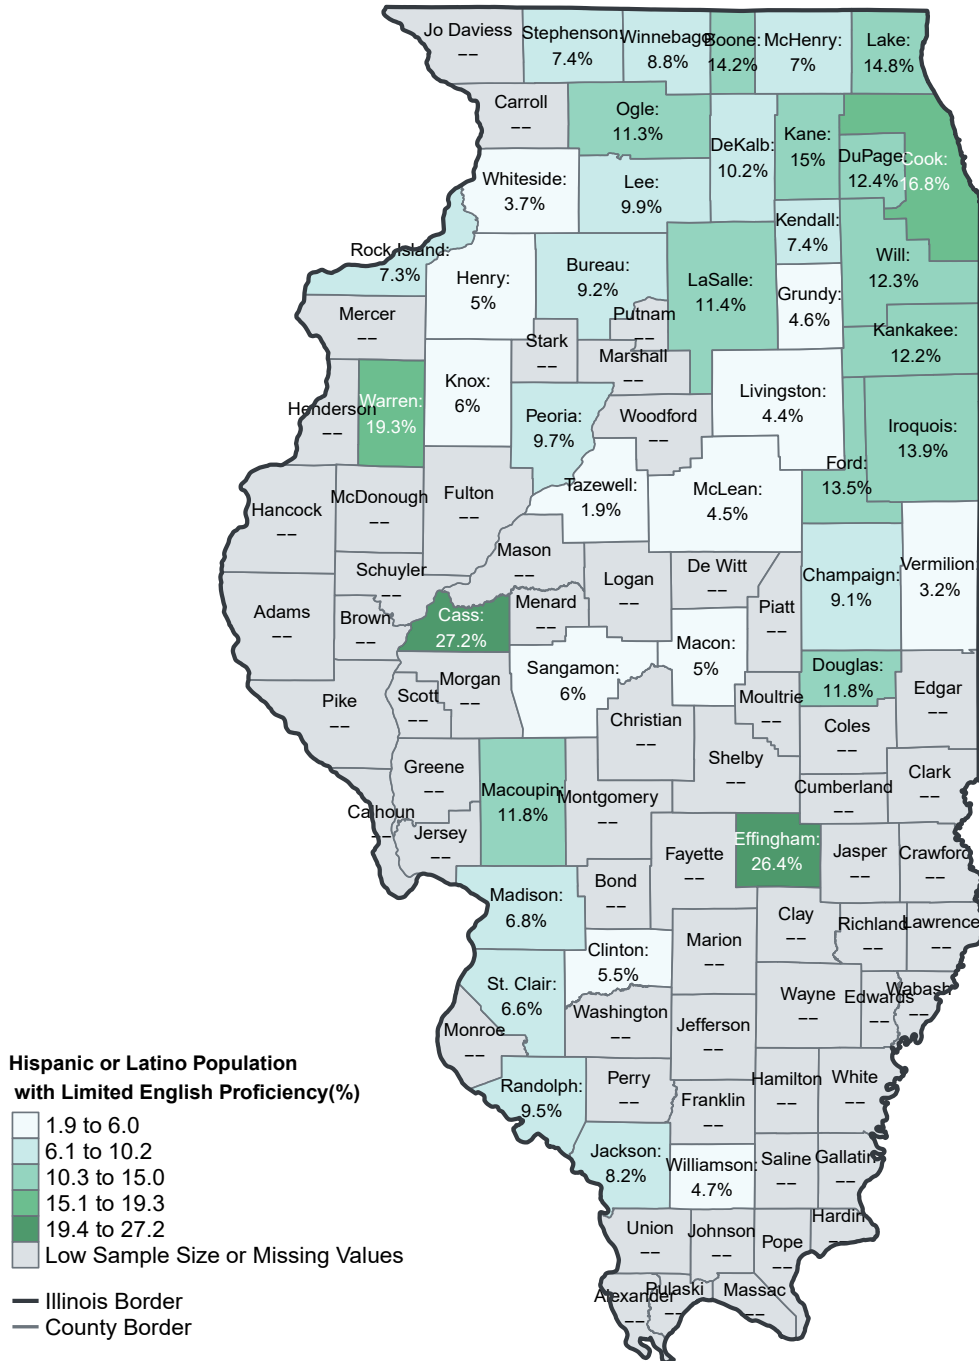 Jo Daviess
––
Stephenson:
7.4%
Winnebago:
8.8%
Boone:
14.2%
McHenry:
7%
Lake:
14.8%
Carroll
––
Ogle:
11.3%
DeKalb:
10.2%
Kane:
15%
DuPage:
12.4%
Cook:
16.8%
Whiteside:
3.7%
Lee:
9.9%
Kendall:
7.4%
Rock Island:
7.3%
Henry:
5%
Bureau:
9.2%
LaSalle:
11.4%
Will:
12.3%
Grundy:
4.6%
Mercer
––
Putnam
––
Stark
––
Marshall
––
Kankakee:
12.2%
Henderson
––
Warren:
19.3%
Knox:
6%
Peoria:
9.7%
Woodford
––
Livingston:
4.4%
Iroquois:
13.9%
Ford:
13.5%
Hancock
––
McDonough
––
Fulton
––
Tazewell:
1.9%
McLean:
4.5%
Mason
––
Schuyler
––
Logan
––
De Witt
––
Champaign:
9.1%
Vermilion:
3.2%
Adams
––
Brown
––
Cass:
27.2%
Menard
––
Piatt
––
Macon:
5%
Sangamon:
6%
Douglas:
11.8%
Edgar
––
Pike
––
Scott
––
Morgan
––
Christian
––
Moultrie
––
Coles
––
Shelby
––
Greene
––
Macoupin:
11.8%
Montgomery
––
Cumberland
––
Clark
––
Calhoun
––
Jersey
––
Fayette
––
Effingham:
26.4%
Jasper
––
Crawford
––
Madison:
6.8%
Bond
––
Clay
––
Richland
––
Lawrence
––
Clinton:
5.5%
Marion
––
St. Clair:
6.6%
Washington
––
Wayne
––
Edwards
––
Wabash
––
Monroe
––
Jefferson
––
Randolph:
9.5%
Perry
––
Hamilton
––
White
––
Franklin
––
Jackson:
8.2%
Williamson:
4.7%
Saline
––
Gallatin
––
Union
––
Johnson
––
Pope
––
Hardin
––
Alexander
––
Pulaski
––
Massac
––
Hispanic or Latino Population
with Limited English Proficiency(%)
1.9 to 6.0
6.1 to 10.2
10.3 to 15.0
15.1 to 19.3
19.4 to 27.2
Low Sample Size or Missing Values
Illinois Border
County Border